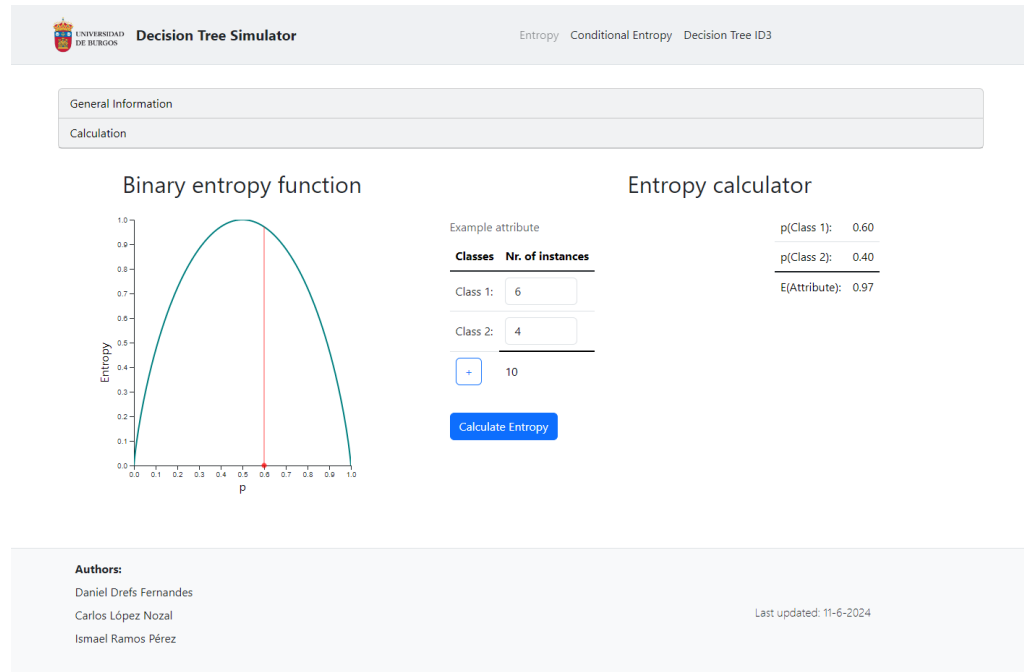 UNIVERSIDAD
DE BURGOS
Decision Tree Simulator
Entropy Conditional Entropy Decision Tree ID3
General Information
Calculation
Binary entropy function
Entropy calculator
1.0
0.9
0.8
0.7
0.6
0.5
0.4
0.3
0.2
0.1
0.0
Entropy
0.0 0.1 0.2 0.3 0.4 0.5 0.6 0.7 0.8 0.9 1.0
p
Example attribute
Classes Nr. of instances
Class 1: 6
Class 2: 4
+ 10
Calculate Entropy
p(Class 1): 0.60
p(Class 2): 0.40
E(Attribute): 0.97
Authors:
Daniel Drefs Fernandes
Carlos López Nozal
Ismael Ramos Pérez
Last updated: 11-6-2024